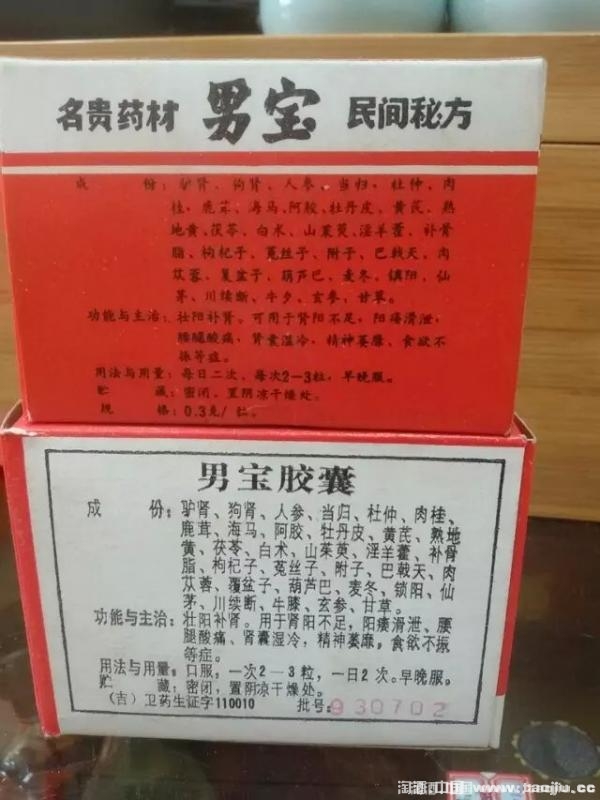 名贵药材 男宝 民间秘方
成 份：驴肾、狗肾、人参、当归、杜仲、肉
桂、鹿茸、海马、阿胶、牡丹皮、黄芪、熟
地黄、茯苓、白水、山茱萸、淫羊藿、补骨
脂、枸杞子、菟丝子、附子、巴戟天、肉
苁蓉、复盆子、葫芦巴、麦冬、镇阳、仙
茅、川续断、牛夕、玄参、甘草。
功能与主治：壮阳补肾。可用于肾阳不足，阳痿滑泄，
腰腿酸痛，肾囊湿冷，精神萎靡，食欲不
振等症。
用法与用量：每日二次，每次2—3粒，早晚服。
贮 藏：密闭，置阴凉干燥处。
规 格：0.3克/
男宝胶囊
成 份：驴肾、狗肾、人参、当归、杜仲、肉桂、
鹿茸、海马、阿胶、牡丹皮、黄芪、熟地
黄、茯苓、白术、山茱萸、淫羊藿、补骨
脂、枸杞子、菟丝子、附子、巴戟天、肉
苁蓉、覆盆子、葫芦巴、麦冬、锁阳、仙
茅、川续断、牛膝、玄参、甘草。
功能与主治：壮阳补肾。用于肾阳不足，阳痿滑泄、腰
腿酸痛、肾囊湿冷，精神萎靡，食欲不振
等症。
用法与用量：口服，一次2—3粒，一日2次。早晚服。
贮 藏：密闭，置阴凉干燥处。
（吉）卫药生证字110010 批号：930702
www.taojiu.cc